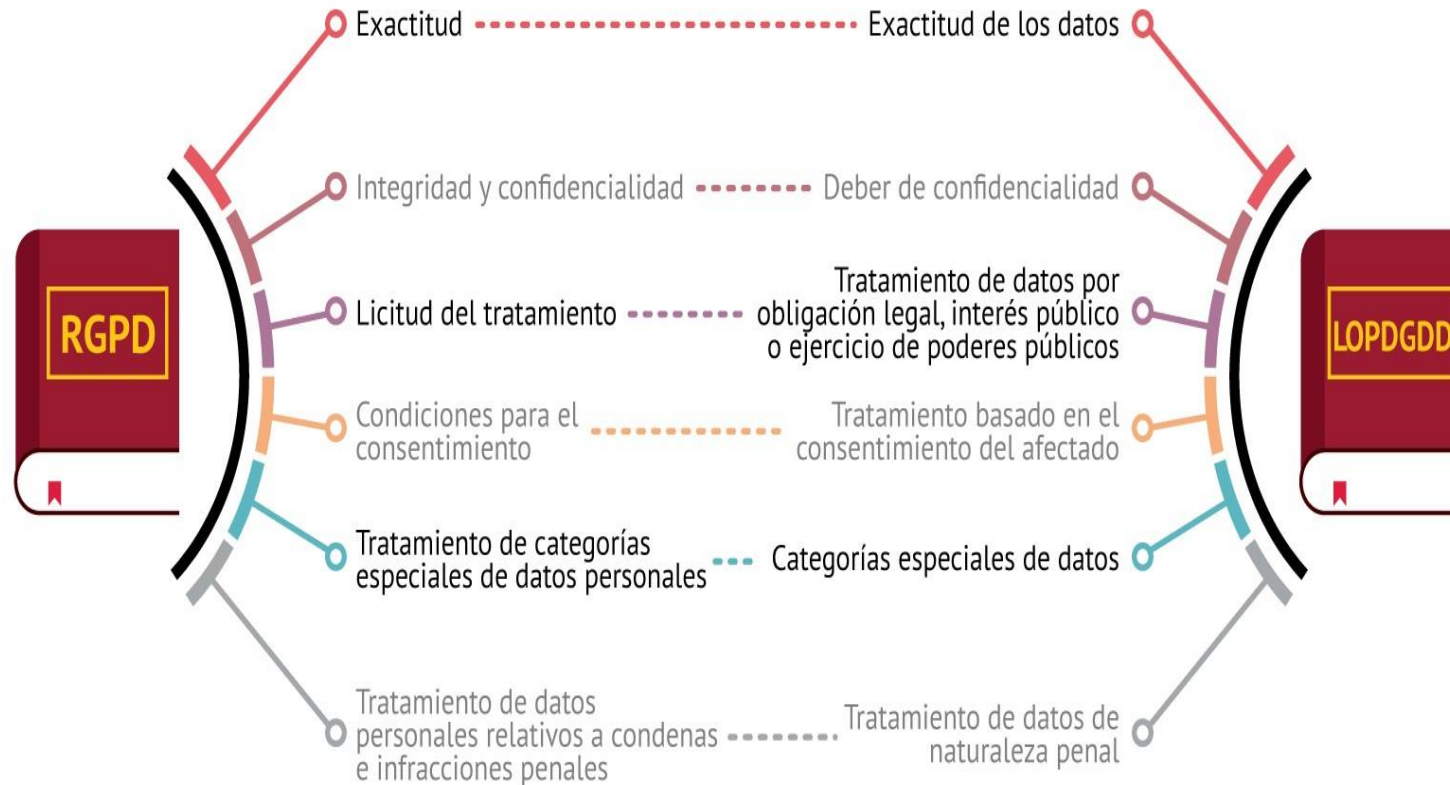 Exactitud
Exactitud de los datos
Integridad y confidencialidad
Deber de confidencialidad
RGPD
Licitud del tratamiento
Tratamiento de datos por
obligación legal, interés público
o ejercicio de poderes públicos
LOPDGDD
Condiciones para el
consentimiento
Tratamiento basado en el
consentimiento del afectado
Tratamiento de categorías
especiales de datos personales
Categorías especiales de datos
Tratamiento de datos
personales relativos a condenas
e infracciones penales
Tratamiento de datos de
naturaleza penal